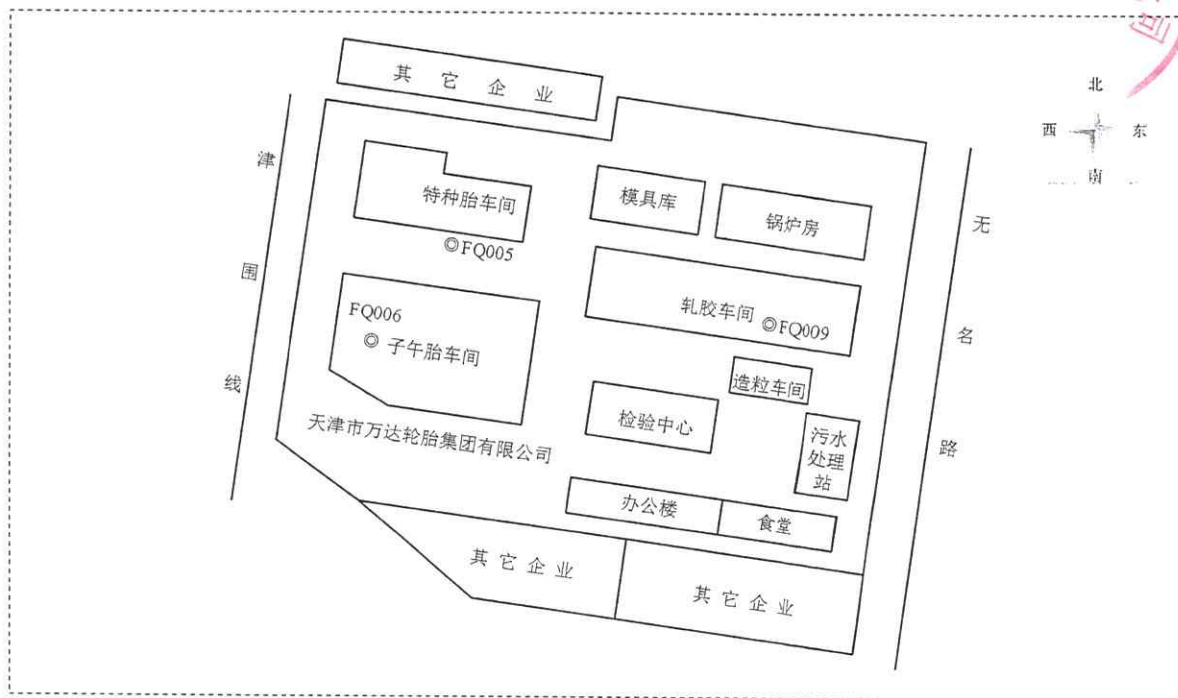 其它企业
北
西 东
南
津围线
特种胎车间
◎FQ005
模具库
锅炉房
无名路
轧胶车间
◎FQ009
FQ006
◎ 子午胎车间
造粒车间
检验中心
污水
处理
站
天津市万达轮胎集团有限公司
办公楼
食堂
其它企业
其它企业
司